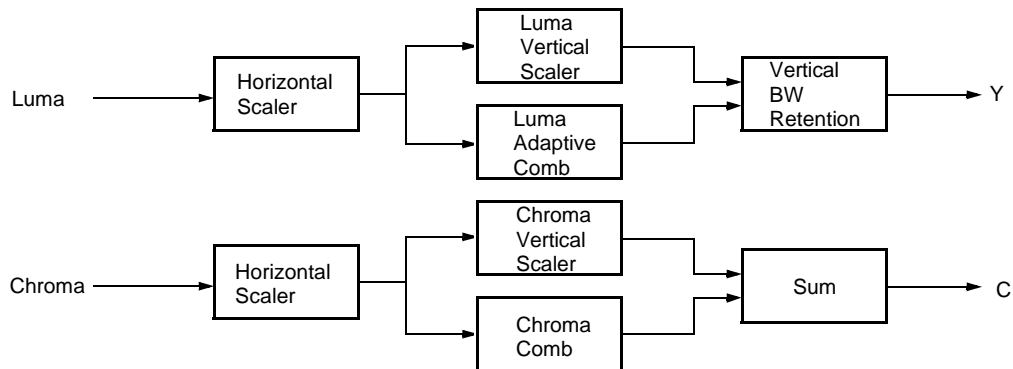 Luma
Horizontal
Scaler
Luma
Vertical
Scaler
Luma
Adaptive
Comb
Vertical
BW
Retention
Y
Chroma
Horizontal
Scaler
Chroma
Vertical
Scaler
Chroma
Comb
Sum
C